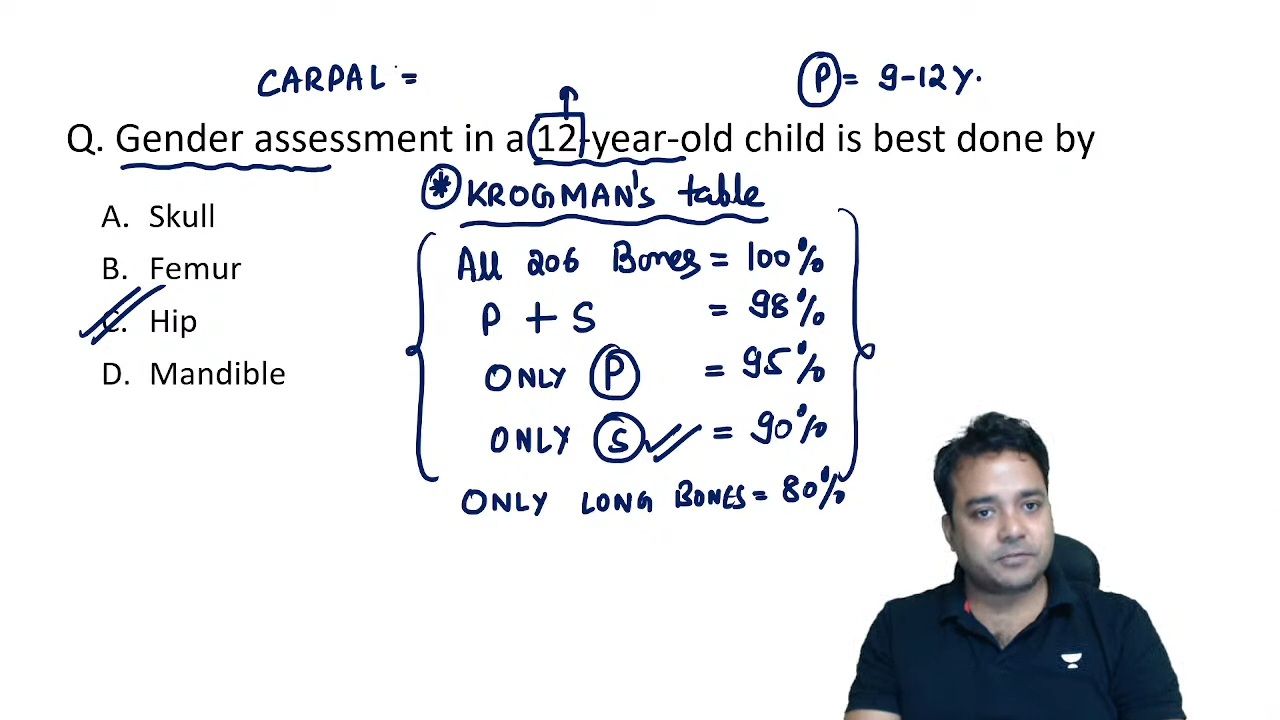 CARPAL =
P = 9-12 Y.
Q. Gender assessment in a 12-year-old child is best done by
* KROGMAN's table
A. Skull
All 206 Bones = 100%
B. Femur
P + S = 98%
C. Hip
ONLY P = 95%
D. Mandible
ONLY S = 90%
ONLY LONG BONES = 80%